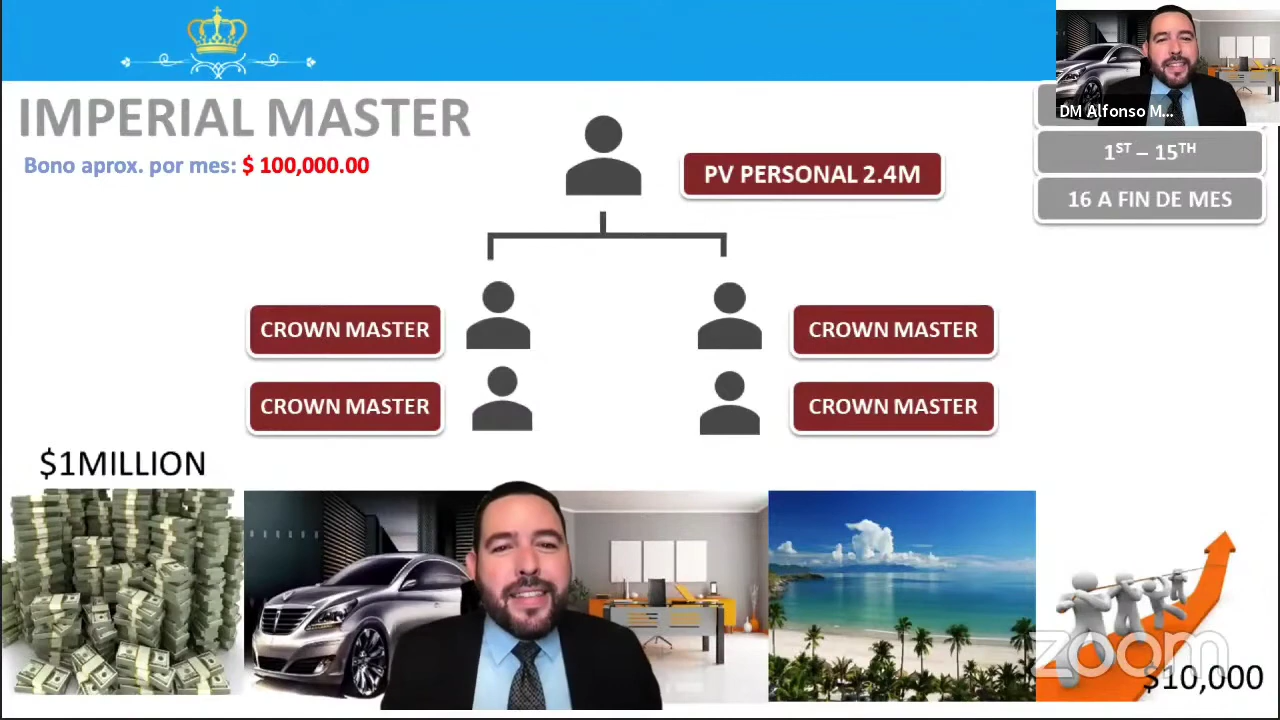 IMPERIAL MASTER
Bono aprox. por mes: $ 100,000.00
PV PERSONAL 2.4M
DM Alfonso M...
1ST – 15TH
16 A FIN DE MES
CROWN MASTER
CROWN MASTER
CROWN MASTER
CROWN MASTER
$1MILLION
zoom
$10,000